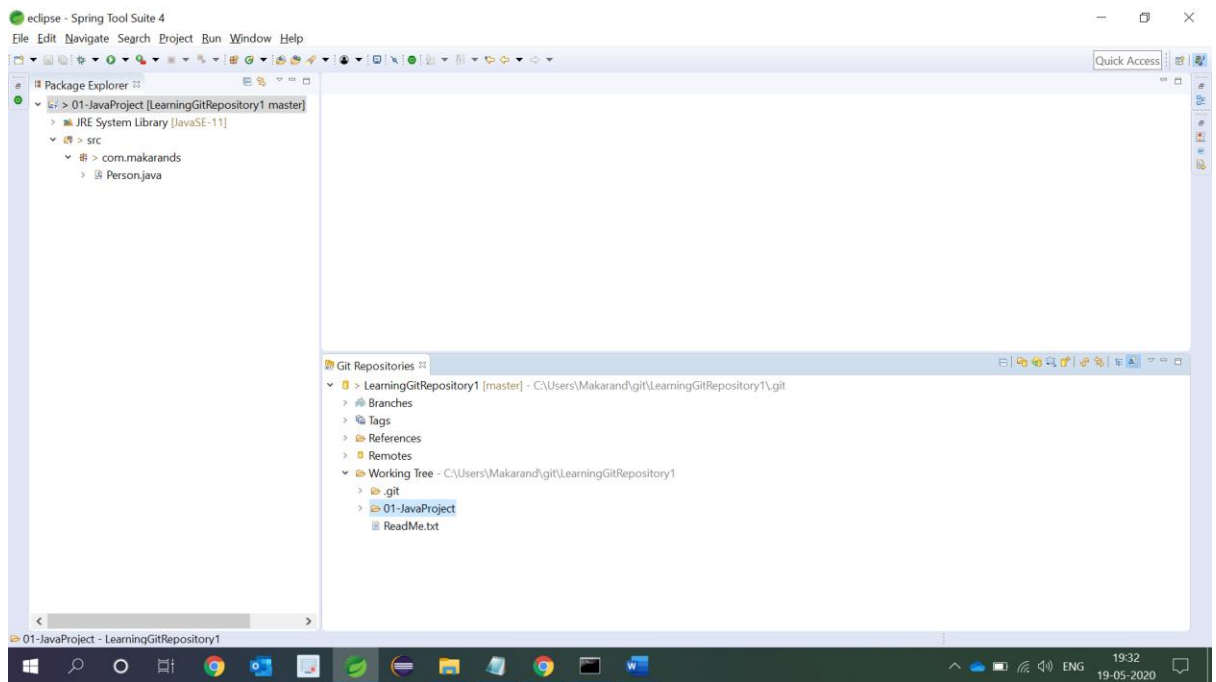 eclipse - Spring Tool Suite 4
File Edit Navigate Search Project Run Window Help
Quick Access
Package Explorer
> 01-JavaProject [LearningGitRepository1 master]
JRE System Library [JavaSE-11]
> src
> com.makarands
> Person.java
Git Repositories
> LearningGitRepository1 [master] - C:\Users\Makarand\git\LearningGitRepository1\.git
Branches
Tags
References
Remotes
Working Tree - C:\Users\Makarand\git\LearningGitRepository1
.git
01-JavaProject
ReadMe.txt
01-JavaProject - LearningGitRepository1
ENG
19:32
19-05-2020